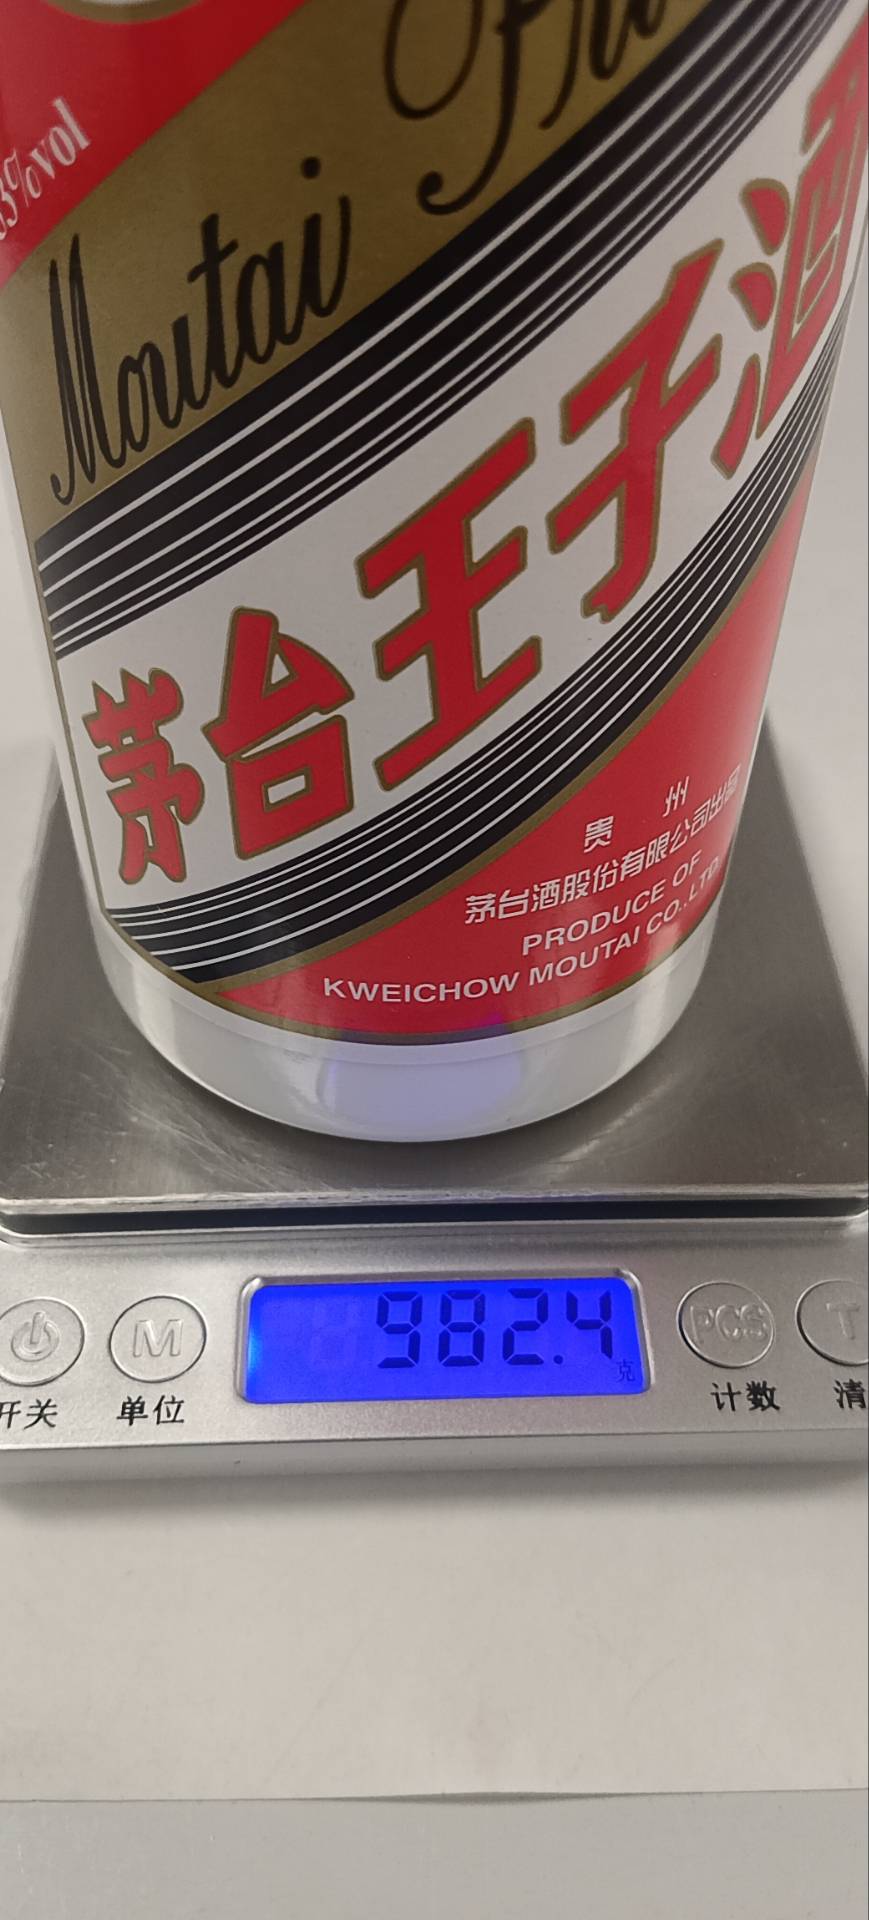 3%vol
Moutai Pri
茅台王子酒
贵州
茅台酒股份有限公司出品
PRODUCE OF
KWEICHOW MOUTAI CO.,LTD.
982.4
克
M
PCS
T
开关
单位
计数
清